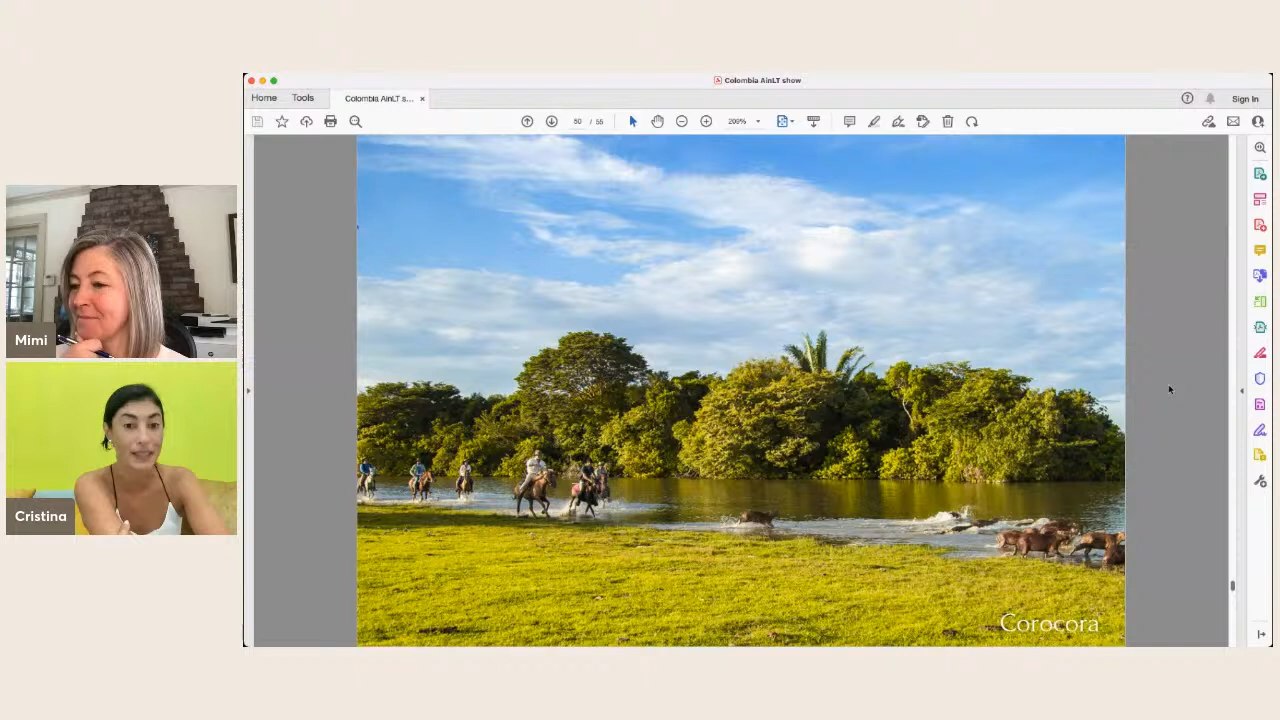 Colombia AinLT show
Home Tools Colombia AinLT s... × Sign In
50 / 55 200%
Mimi
Cristina
Corocora